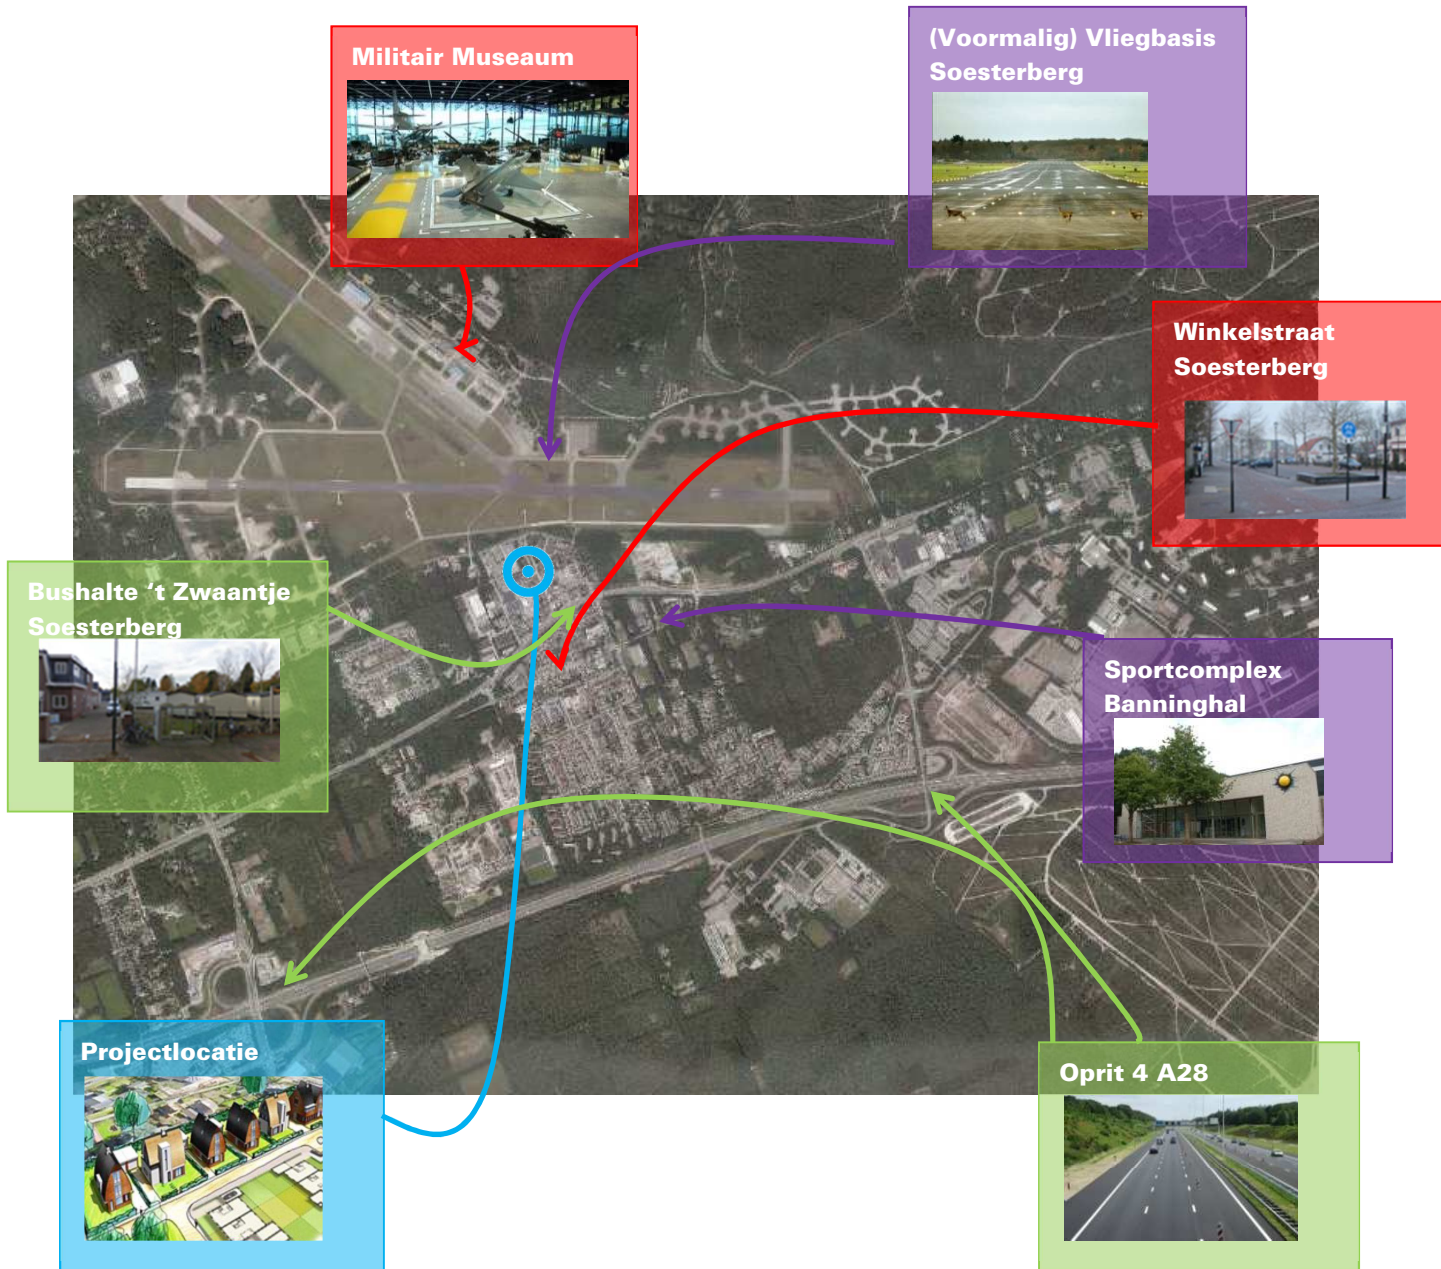 Militair Museaum
(Voormalig) Vliegbasis
Soesterberg
Winkelstraat
Soesterberg
Bushalte ‘t Zwaantje
Soesterberg
Sportcomplex
Banninghal
Projectlocatie
Oprit 4 A28